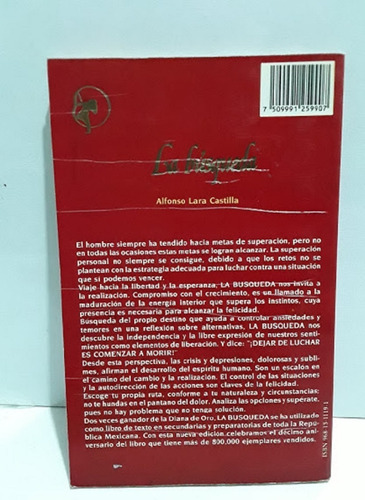 7 509991 259907
La búsqueda
Alfonso Lara Castilla
El hombre siempre ha tendido hacia metas de superación, pero no
en todas las ocasiones estas metas se logran alcanzar. La superación
personal no siempre se consigue, debido a que los retos no se
plantean con la estrategia adecuada para luchar contra una situación
que si podemos vencer.
Viaje hacia la libertad y la esperanza, LA BUSQUEDA nos invita a
la realización. Compromiso con el crecimiento, es un llamado a la
maduración de la energía interior que supera los instintos, cuya
presencia es necesaria para alcanzar la felicidad.
Búsqueda del propio destino que ayuda a controlar ansiedades y
temores en una reflexión sobre alternativas, LA BUSQUEDA nos
descubre la independencia y la libre expresión de nuestros senti-
mientos como elementos de liberación. Y dice: "¡DEJAR DE LUCHAR
ES COMENZAR A MORIR!"
Desde esta perspectiva, las crisis y depresiones, dolorosas y subli-
mes, afirman el desarrollo del espíritu humano. Son un escalón en
el camino del cambio y la realización. El control de las situaciones
y la autodirección de las acciones son claves de la felicidad.
Escoge tu propia ruta, conforme a tu naturaleza y circunstancias:
no te hundas en el pantano del dolor. Analiza las opciones y supérate,
pues no hay problema que no tenga solución.
Dos veces ganador de la Diana de Oro, LA BUSQUEDA se ha utilizado
como libro de texto en secundarias y preparatorias de toda la Repú-
blica Mexicana. Con esta nueva edición celebramos el décimo ani-
versario del libro que tiene más de 800,000 ejemplares vendidos.
ISBN 968-13-1119-1